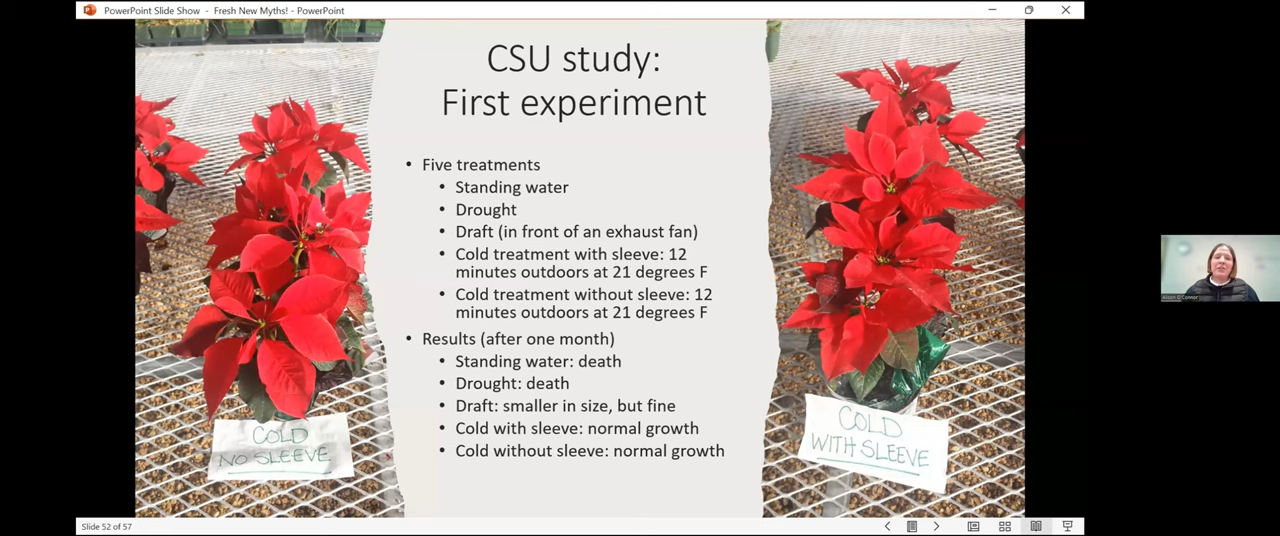 PowerPoint Slide Show - Fresh New Myths! - PowerPoint
CSU study:
First experiment
• Five treatments
• Standing water
• Drought
• Draft (in front of an exhaust fan)
• Cold treatment with sleeve: 12
minutes outdoors at 21 degrees F
• Cold treatment without sleeve: 12
minutes outdoors at 21 degrees F
• Results (after one month)
• Standing water: death
• Drought: death
• Draft: smaller in size, but fine
• Cold with sleeve: normal growth
• Cold without sleeve: normal growth
COLD
NO SLEEVE
COLD
WITH SLEEVE
Alison O'Connor
Slide 52 of 57